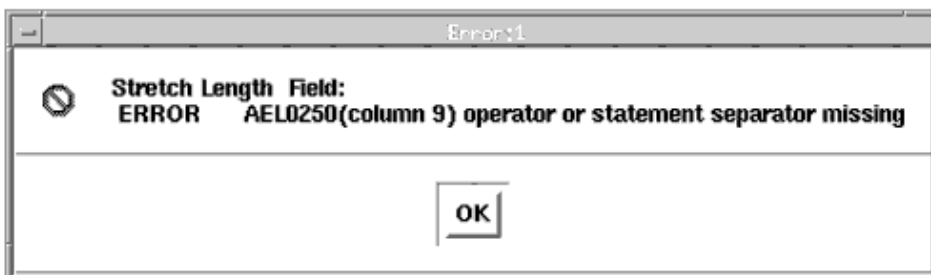 Error:1
Stretch Length Field:
ERROR AEL0250(column 9) operator or statement separator missing
OK